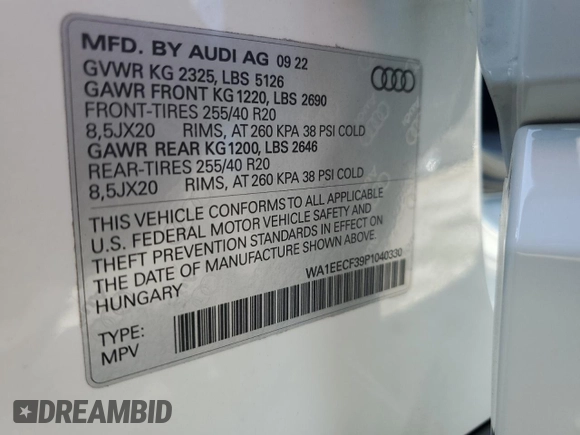 MFD. BY AUDI AG 09 22
GVWR KG 2325, LBS 5126
GAWR FRONT KG 1220, LBS 2690
FRONT-TIRES 255/40 R20
8,5JX20 RIMS, AT 260 KPA 38 PSI COLD
GAWR REAR KG1200, LBS 2646
REAR-TIRES 255/40 R20
8,5JX20 RIMS, AT 260 KPA 38 PSI COLD
THIS VEHICLE CONFORMS TO ALL APPLICABLE
U.S. FEDERAL MOTOR VEHICLE SAFETY AND
THEFT PREVENTION STANDARDS IN EFFECT ON
THE DATE OF MANUFACTURE SHOWN ABOVE.
HUNGARY
WA1EECF39P1040330
TYPE:
MPV
DREAMBID